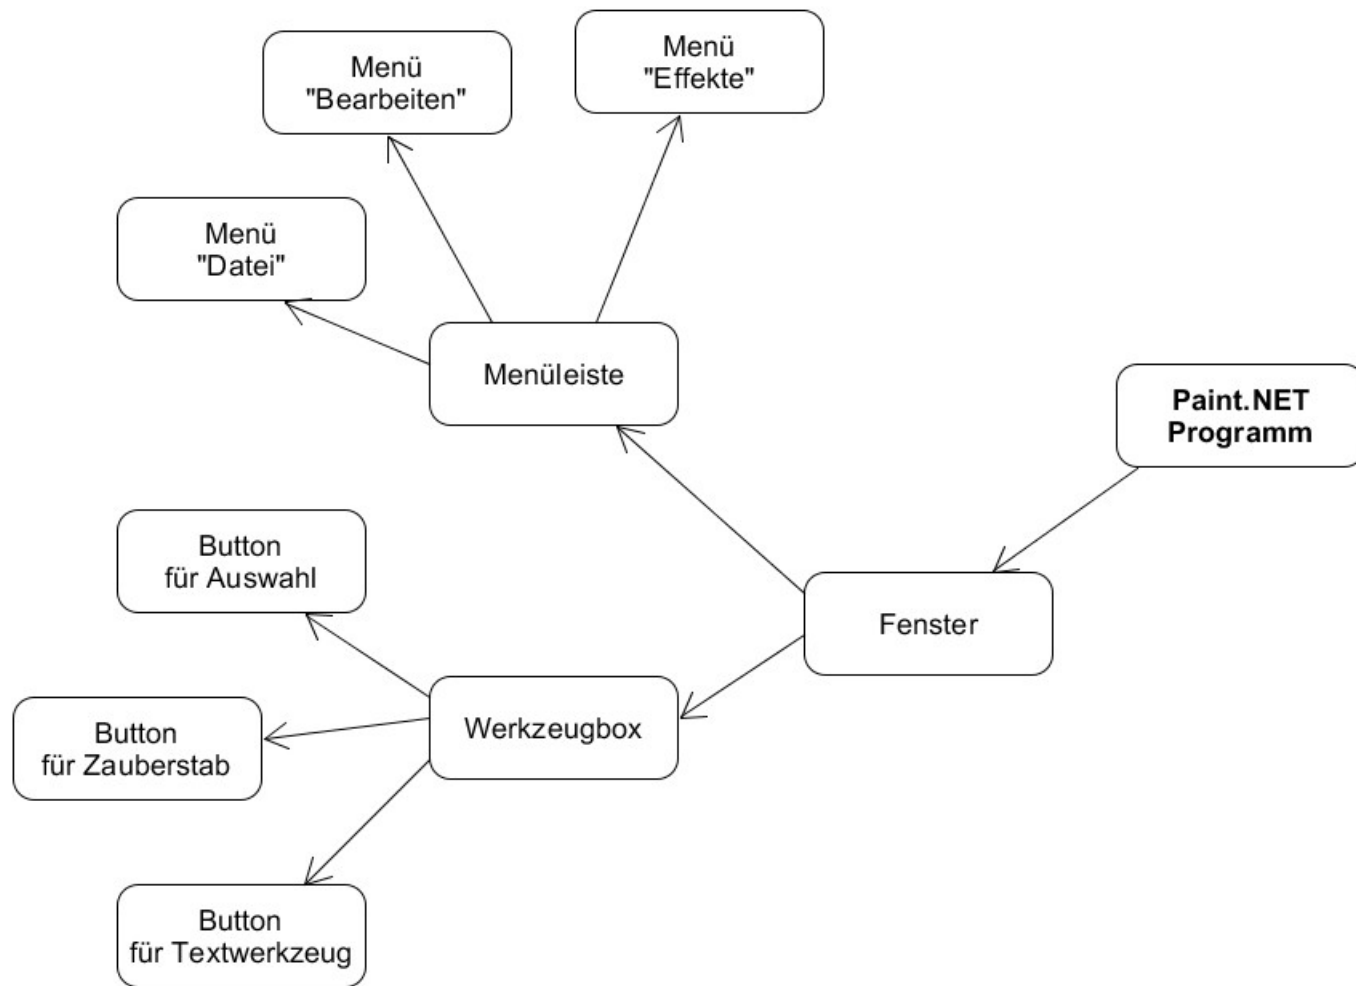 Menü
"Effekte"
Menü
"Bearbeiten"
Menü
"Datei"
Menüleiste
Paint.NET
Programm
Button
für Auswahl
Fenster
Werkzeugbox
Button
für Zauberstab
Button
für Textwerkzeug